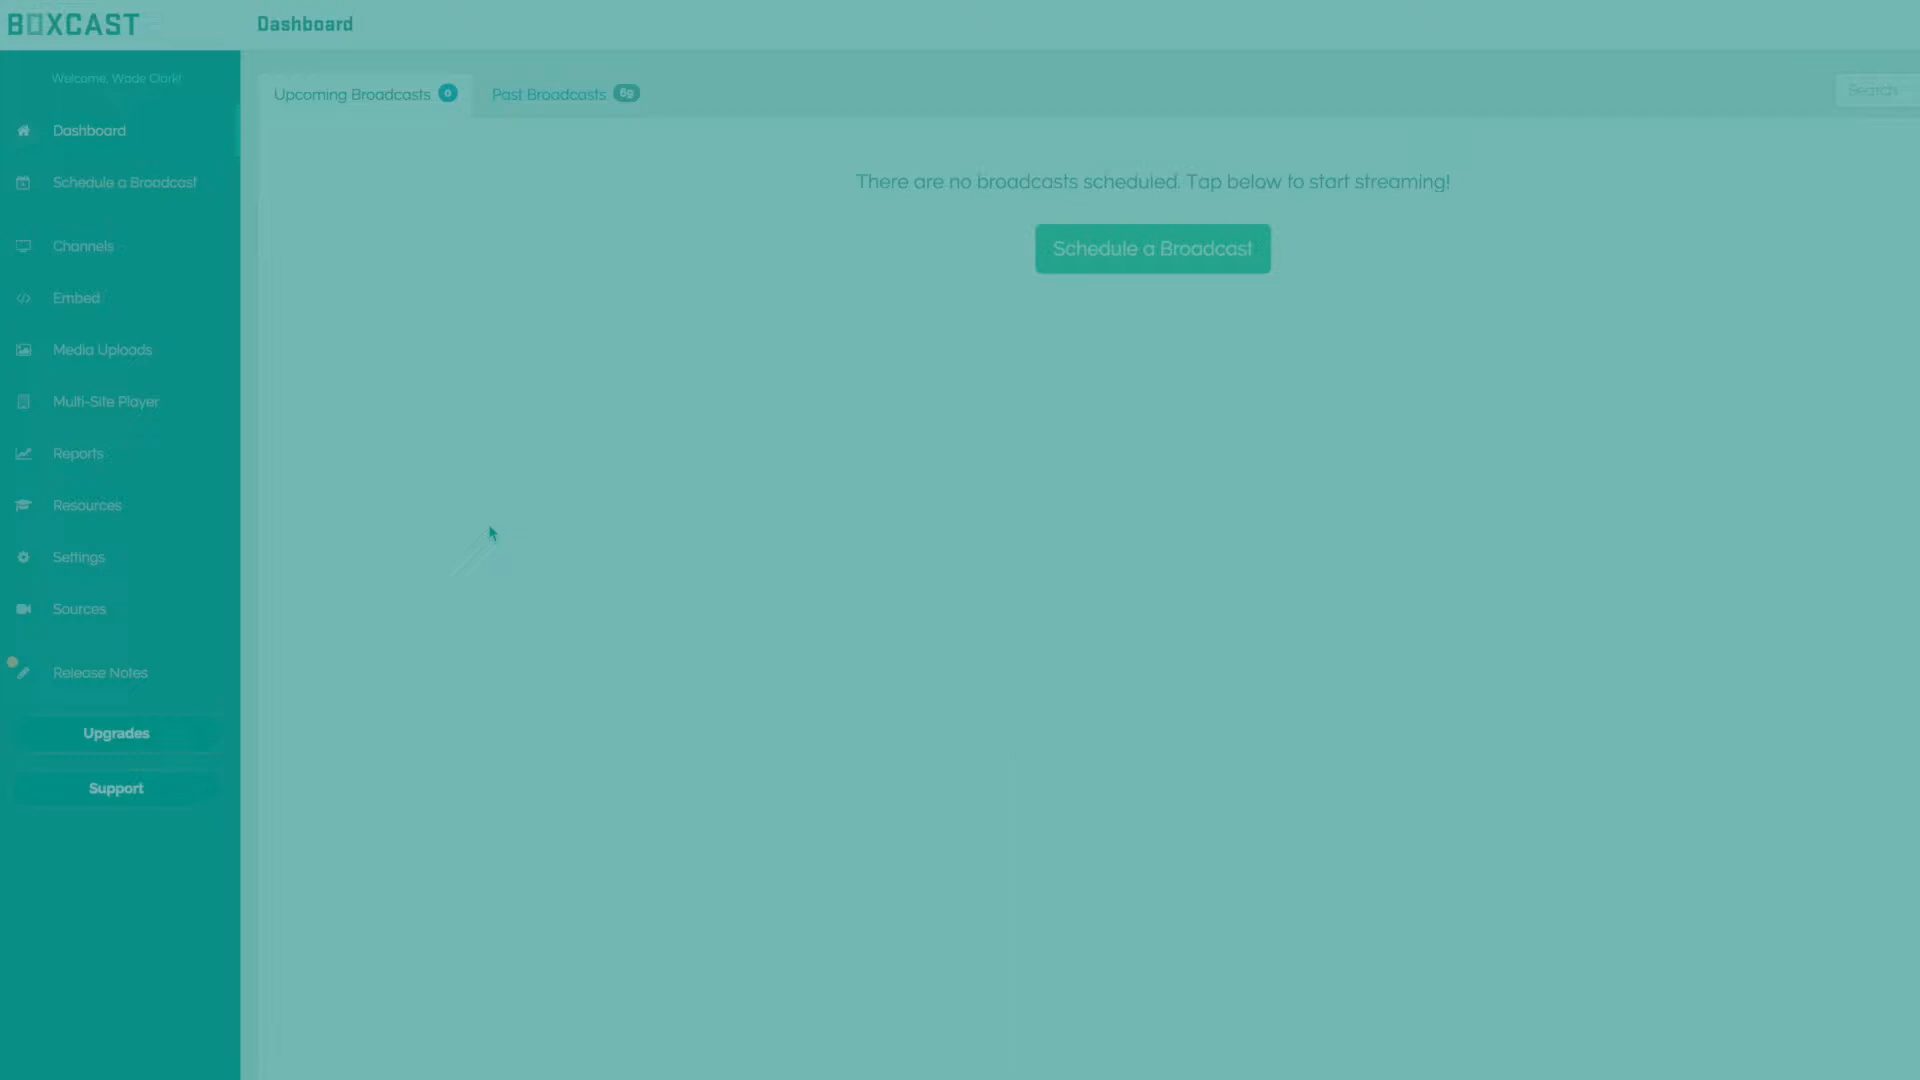 BOXCAST
Dashboard
Welcome, Wade Clark!
Upcoming Broadcasts 0
Past Broadcasts 69
Search
Dashboard
Schedule a Broadcast
Channels
Embed
Media Uploads
Multi-Site Player
Reports
Resources
Settings
Sources
Release Notes
Upgrades
Support
There are no broadcasts scheduled. Tap below to start streaming!
Schedule a Broadcast